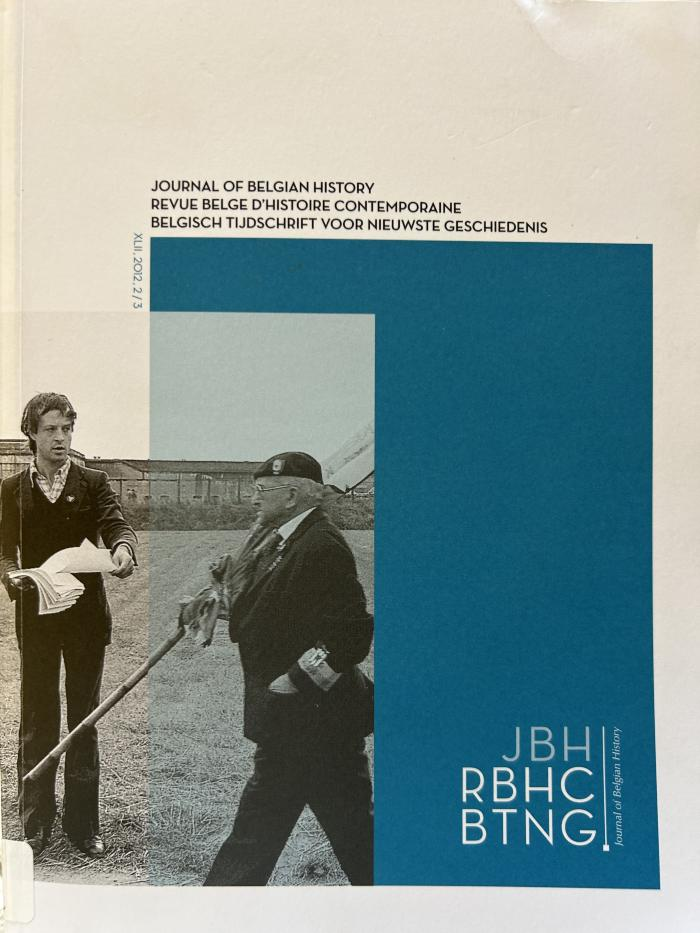 JOURNAL OF BELGIAN HISTORY
REVUE BELGE D'HISTOIRE CONTEMPORAINE
BELGISCH TIJDSCHRIFT VOOR NIEUWSTE GESCHIEDENIS
XLII, 2012, 2 / 3
JBH
RBHC
BTNG
Journal of Belgian History